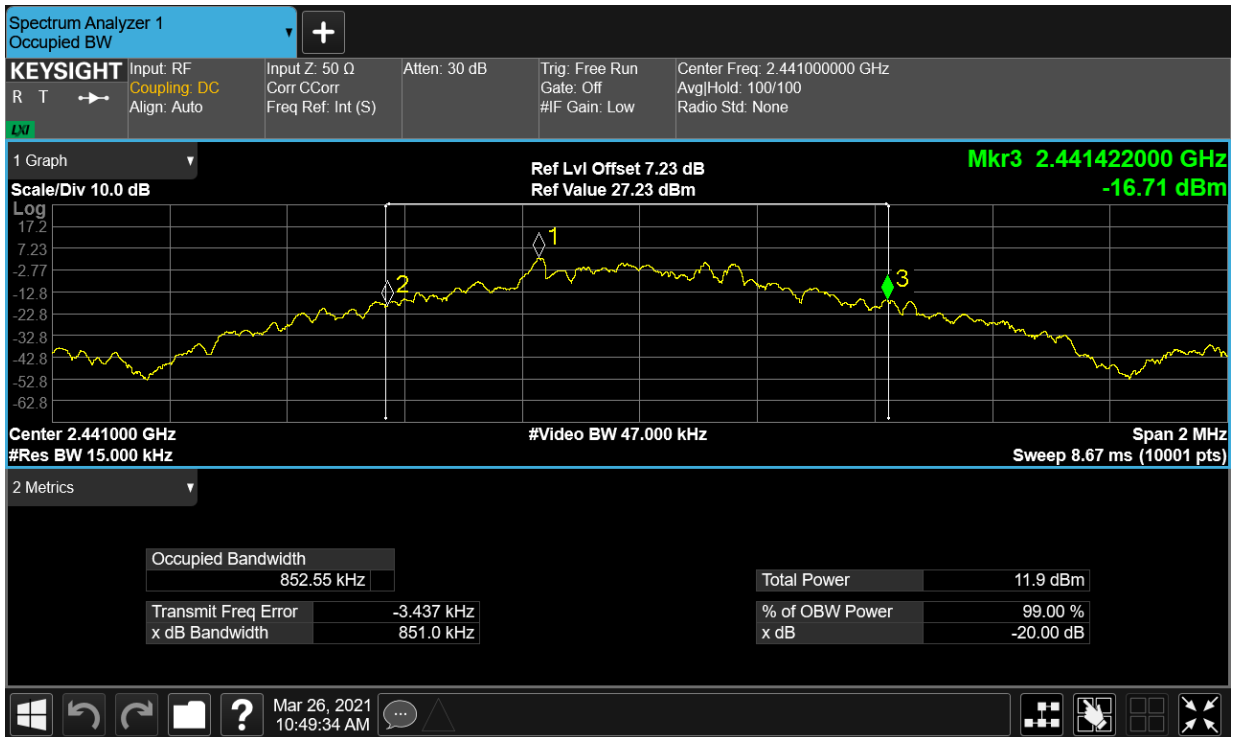 Spectrum Analyzer 1
Occupied BW
KEYSIGHT
R T
LXI
Input: RF
Coupling: DC
Align: Auto
Input Z: 50 Ω
Corr CCorr
Freq Ref: Int (S)
Atten: 30 dB
Trig: Free Run
Gate: Off
#IF Gain: Low
Center Freq: 2.441000000 GHz
Avg|Hold: 100/100
Radio Std: None
1 Graph
Scale/Div 10.0 dB
Ref Lvl Offset 7.23 dB
Ref Value 27.23 dBm
Mkr3 2.441422000 GHz
-16.71 dBm
Log
17.2
7.23
-2.77
-12.8
-22.8
-32.8
-42.8
-52.8
-62.8
1
2
3
Center 2.441000 GHz
#Video BW 47.000 kHz
Span 2 MHz
#Res BW 15.000 kHz
Sweep 8.67 ms (10001 pts)
2 Metrics
Occupied Bandwidth
852.55 kHz
Transmit Freq Error -3.437 kHz
x dB Bandwidth 851.0 kHz
Total Power 11.9 dBm
% of OBW Power 99.00 %
x dB -20.00 dB
?
Mar 26, 2021
10:49:34 AM